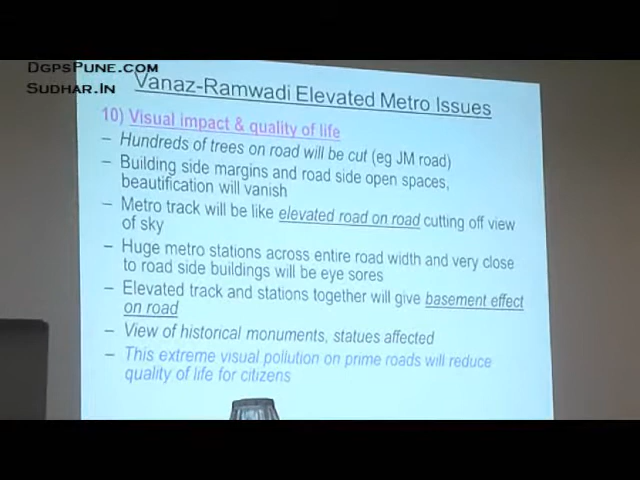 DgpsPune.com
Sudhar.In
Vanaz-Ramwadi Elevated Metro Issues
10) Visual impact & quality of life
– Hundreds of trees on road will be cut (eg JM road)
– Building side margins and road side open spaces,
beautification will vanish
– Metro track will be like elevated road on road cutting off view
of sky
– Huge metro stations across entire road width and very close
to road side buildings will be eye sores
– Elevated track and stations together will give basement effect
on road
– View of historical monuments, statues affected
– This extreme visual pollution on prime roads will reduce
quality of life for citizens